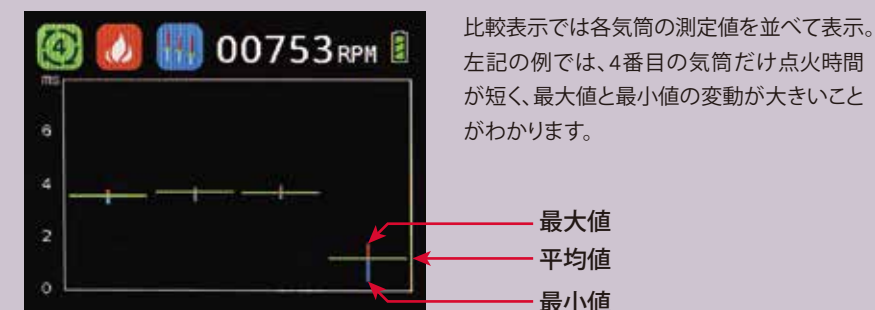 4
00753 RPM
ms
6
4
2
0
比較表示では各気筒の測定値を並べて表示。
左記の例では、4番目の気筒だけ点火時間
が短く、最大値と最小値の変動が大きいこと
がわかります。
最大値
平均値
最小値